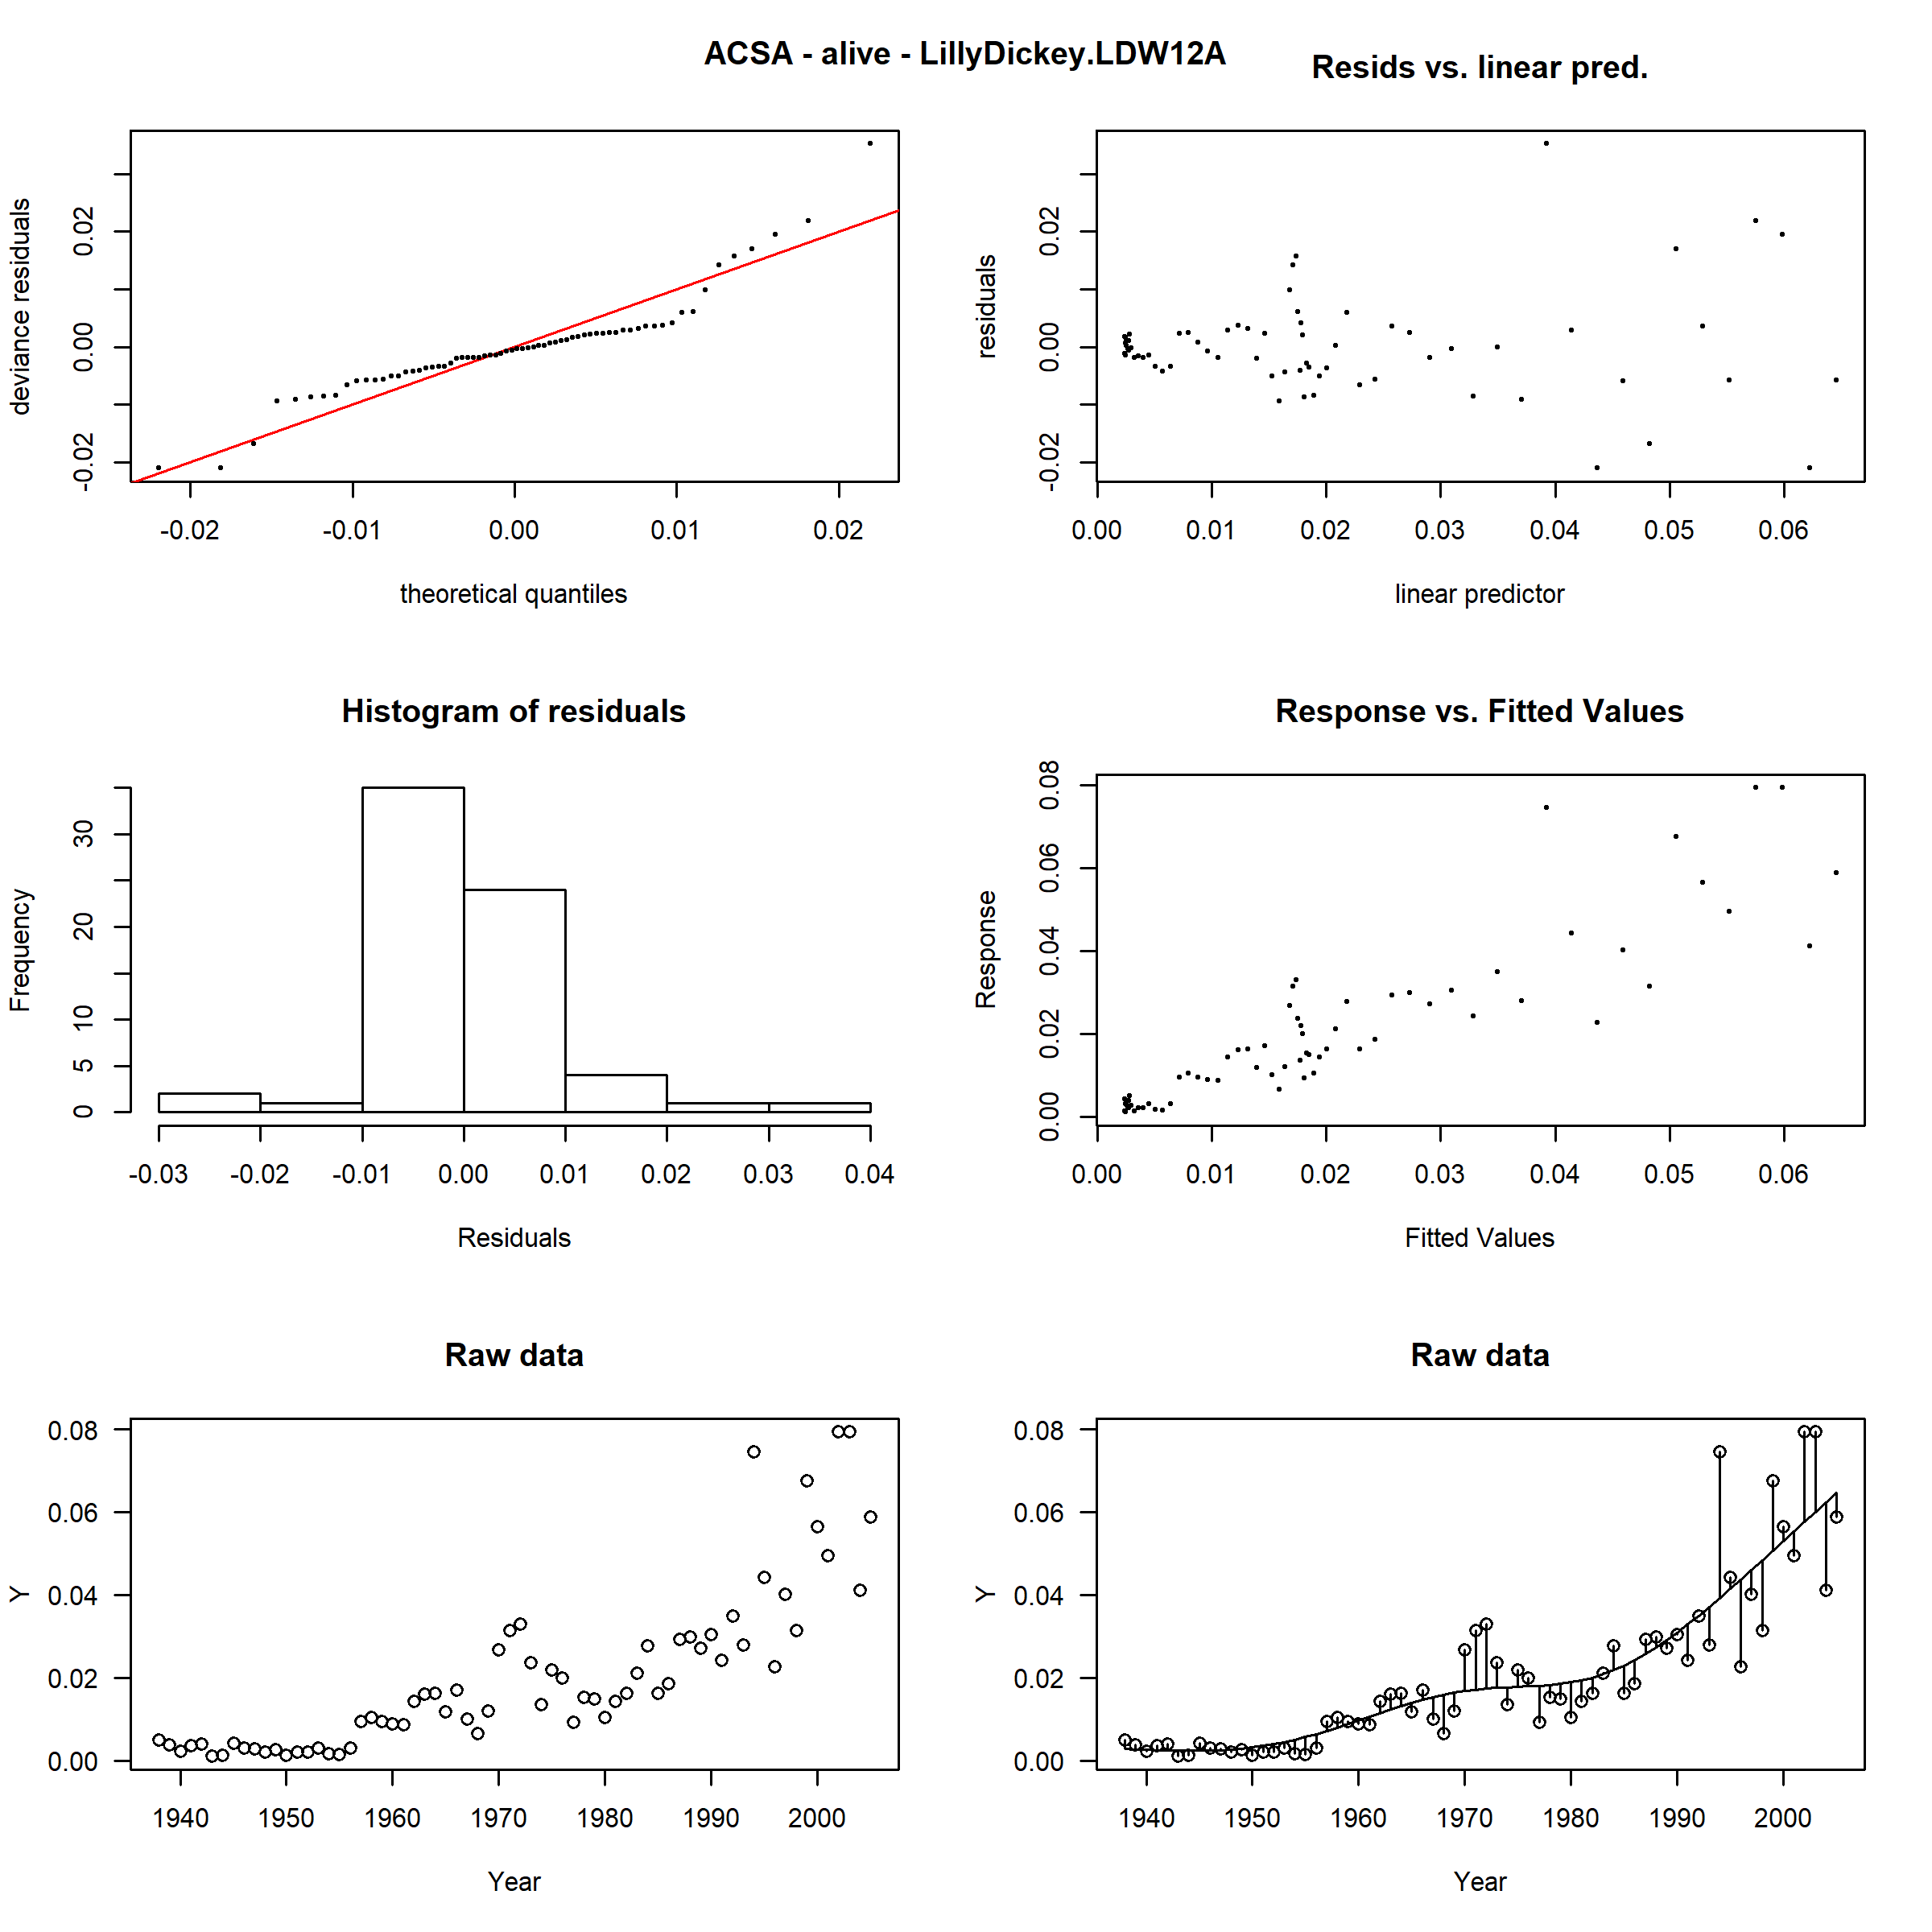 ACSA - alive - LillyDickey.LDW12A
Resids vs. linear pred.
deviance residuals
-0.02 0.00 0.02
-0.02 -0.01 0.00 0.01 0.02
theoretical quantiles
residuals
-0.02 0.00 0.02
0.00 0.01 0.02 0.03 0.04 0.05 0.06
linear predictor
Histogram of residuals
Frequency
0 5 10 20 30
-0.03 -0.02 -0.01 0.00 0.01 0.02 0.03 0.04
Residuals
Response vs. Fitted Values
Response
0.00 0.02 0.04 0.06 0.08
0.00 0.01 0.02 0.03 0.04 0.05 0.06
Fitted Values
Raw data
Y
0.08
0.06
0.04
0.02
0.00
1940 1950 1960 1970 1980 1990 2000
Year
Raw data
Y
0.08
0.06
0.04
0.02
0.00
1940 1950 1960 1970 1980 1990 2000
Year